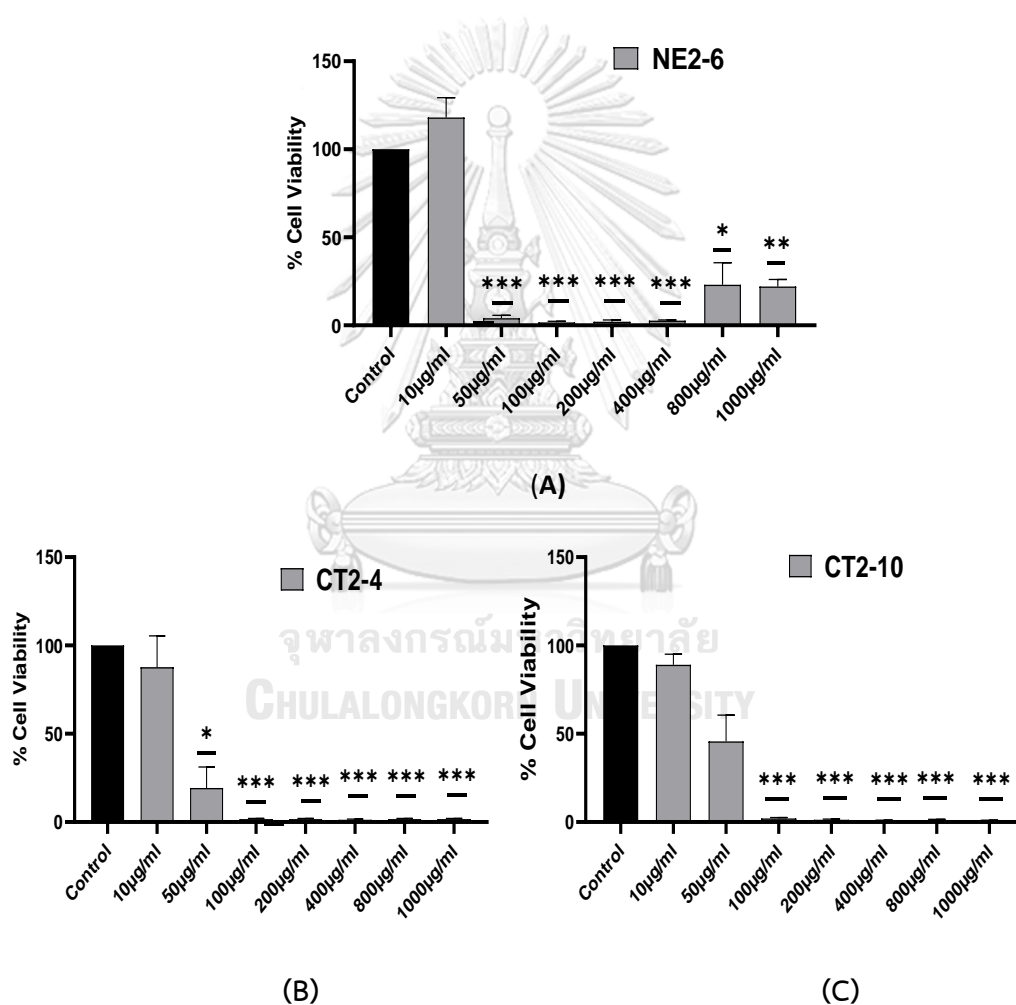 NE2-6
% Cell Viability
150
100
50
0
*** *** *** *** * **
Control 10µg/ml 50µg/ml 100µg/ml 200µg/ml 400µg/ml 800µg/ml 1000µg/ml
(A)
CT2-4
% Cell Viability
150
100
50
0
* *** *** *** *** ***
Control 10µg/ml 50µg/ml 100µg/ml 200µg/ml 400µg/ml 800µg/ml 1000µg/ml
(B)
CT2-10
% Cell Viability
150
100
50
0
*** *** *** *** ***
Control 10µg/ml 50µg/ml 100µg/ml 200µg/ml 400µg/ml 800µg/ml 1000µg/ml
(C)
จุฬาลงกรณ์มหาวิทยาลัย
CHULALONGKORN UNIVERSITY